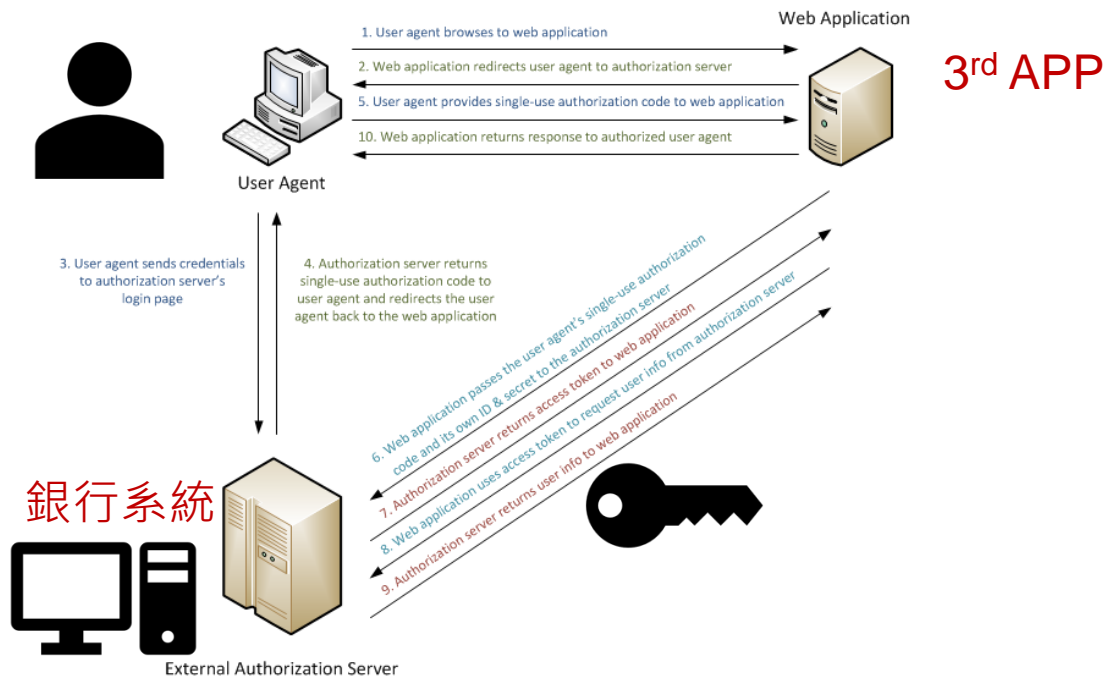 Web Application
3rd APP
1. User agent browses to web application
2. Web application redirects user agent to authorization server
5. User agent provides single-use authorization code to web application
10. Web application returns response to authorized user agent
User Agent
3. User agent sends credentials
to authorization server's
login page
4. Authorization server returns
single-use authorization code to
user agent and redirects the user
agent back to the web application
6. Web application passes the user agent's single-use authorization
code and its own ID & secret to the authorization server
7. Authorization server returns access token to web application
8. Web application uses access token to request user info from authorization server
9. Authorization server returns user info to web application
銀行系統
External Authorization Server